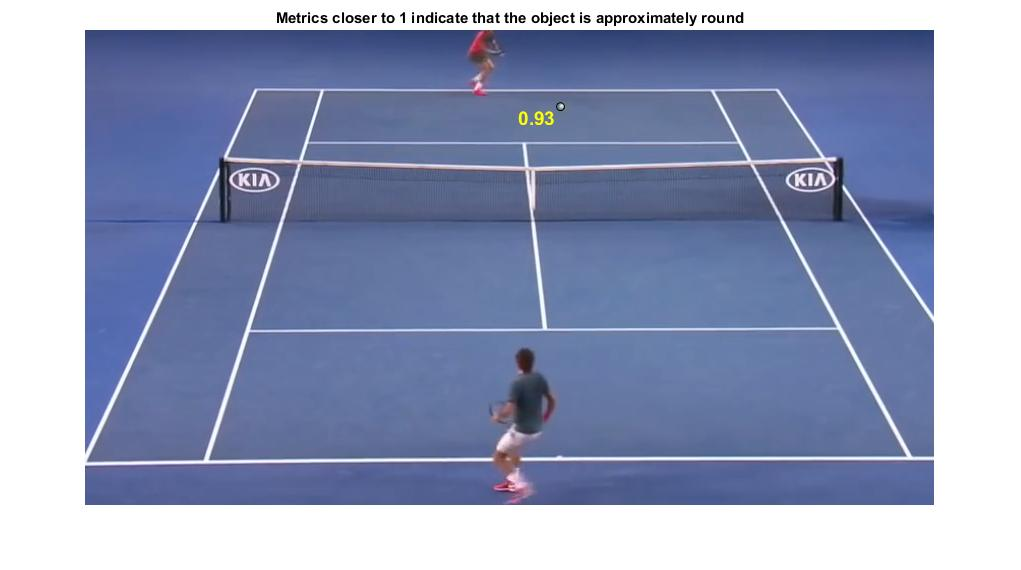 Metrics closer to 1 indicate that the object is approximately round
0.93
KIA KIA